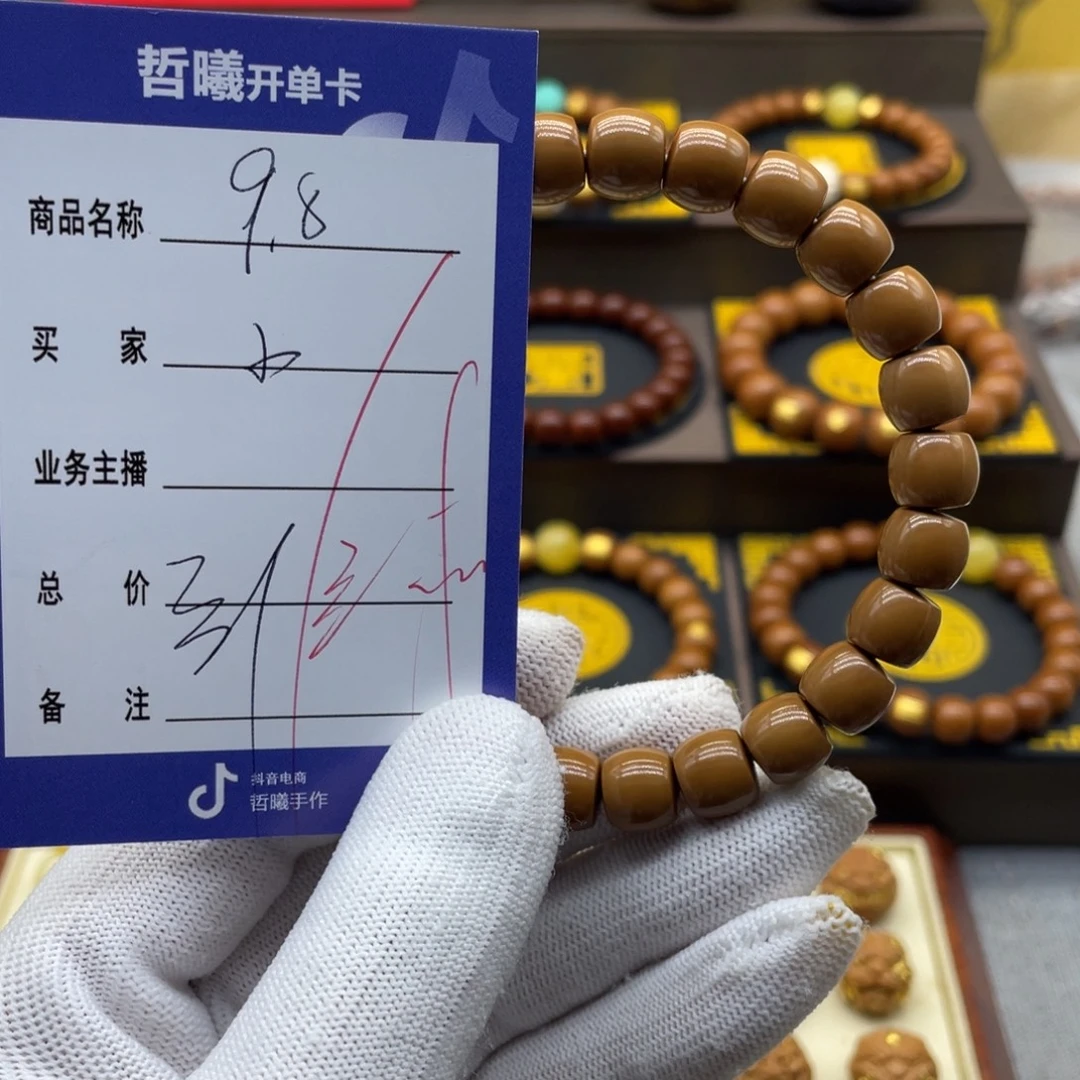 哲曦开单卡
商品名称 9.8
买家
业务主播
总价
备注
抖音电商
哲曦手作